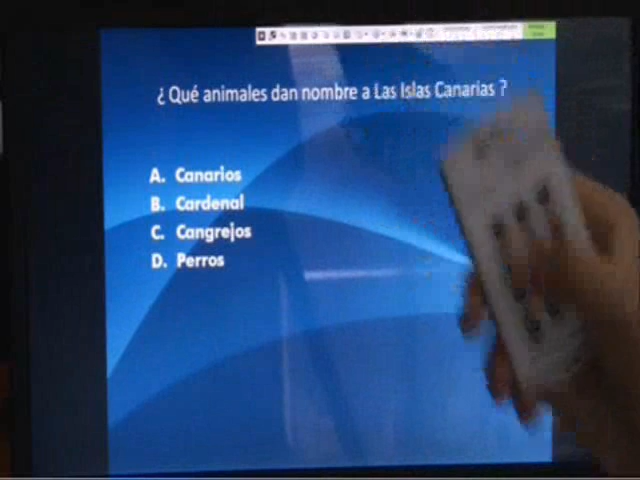 ¿ Qué animales dan nombre a Las Islas Canarias ?
A. Canarios
B. Cardenal
C. Cangrejos
D. Perros